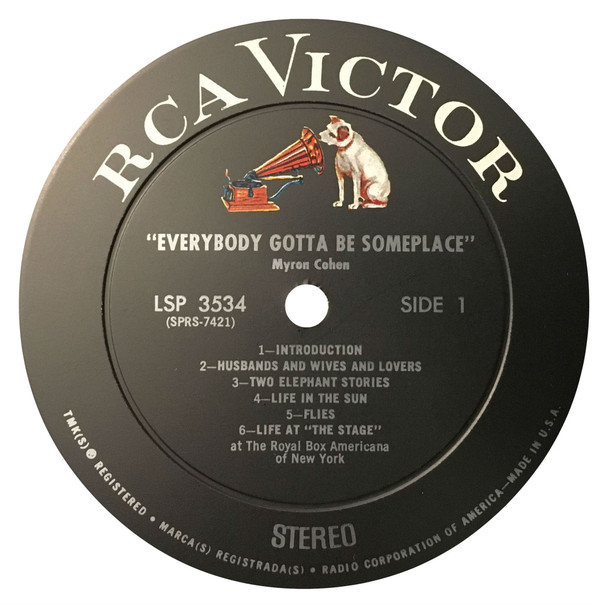 RCA VICTOR
"EVERYBODY GOTTA BE SOMEPLACE"
Myron Cohen
LSP 3534
(SPRS-7421)
SIDE 1
1—INTRODUCTION
2—HUSBANDS AND WIVES AND LOVERS
3—TWO ELEPHANT STORIES
4—LIFE IN THE SUN
5—FLIES
6—LIFE AT "THE STAGE"
at The Royal Box Americana
of New York
STEREO
TMK(S) ® REGISTERED • MARCA(S) REGISTRADA(S) • RADIO CORPORATION OF AMERICA—MADE IN U.S.A.